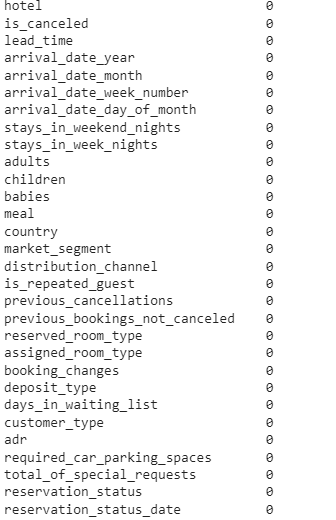 hotel 0
is_canceled 0
lead_time 0
arrival_date_year 0
arrival_date_month 0
arrival_date_week_number 0
arrival_date_day_of_month 0
stays_in_weekend_nights 0
stays_in_week_nights 0
adults 0
children 0
babies 0
meal 0
country 0
market_segment 0
distribution_channel 0
is_repeated_guest 0
previous_cancellations 0
previous_bookings_not_canceled 0
reserved_room_type 0
assigned_room_type 0
booking_changes 0
deposit_type 0
days_in_waiting_list 0
customer_type 0
adr 0
required_car_parking_spaces 0
total_of_special_requests 0
reservation_status 0
reservation_status_date 0